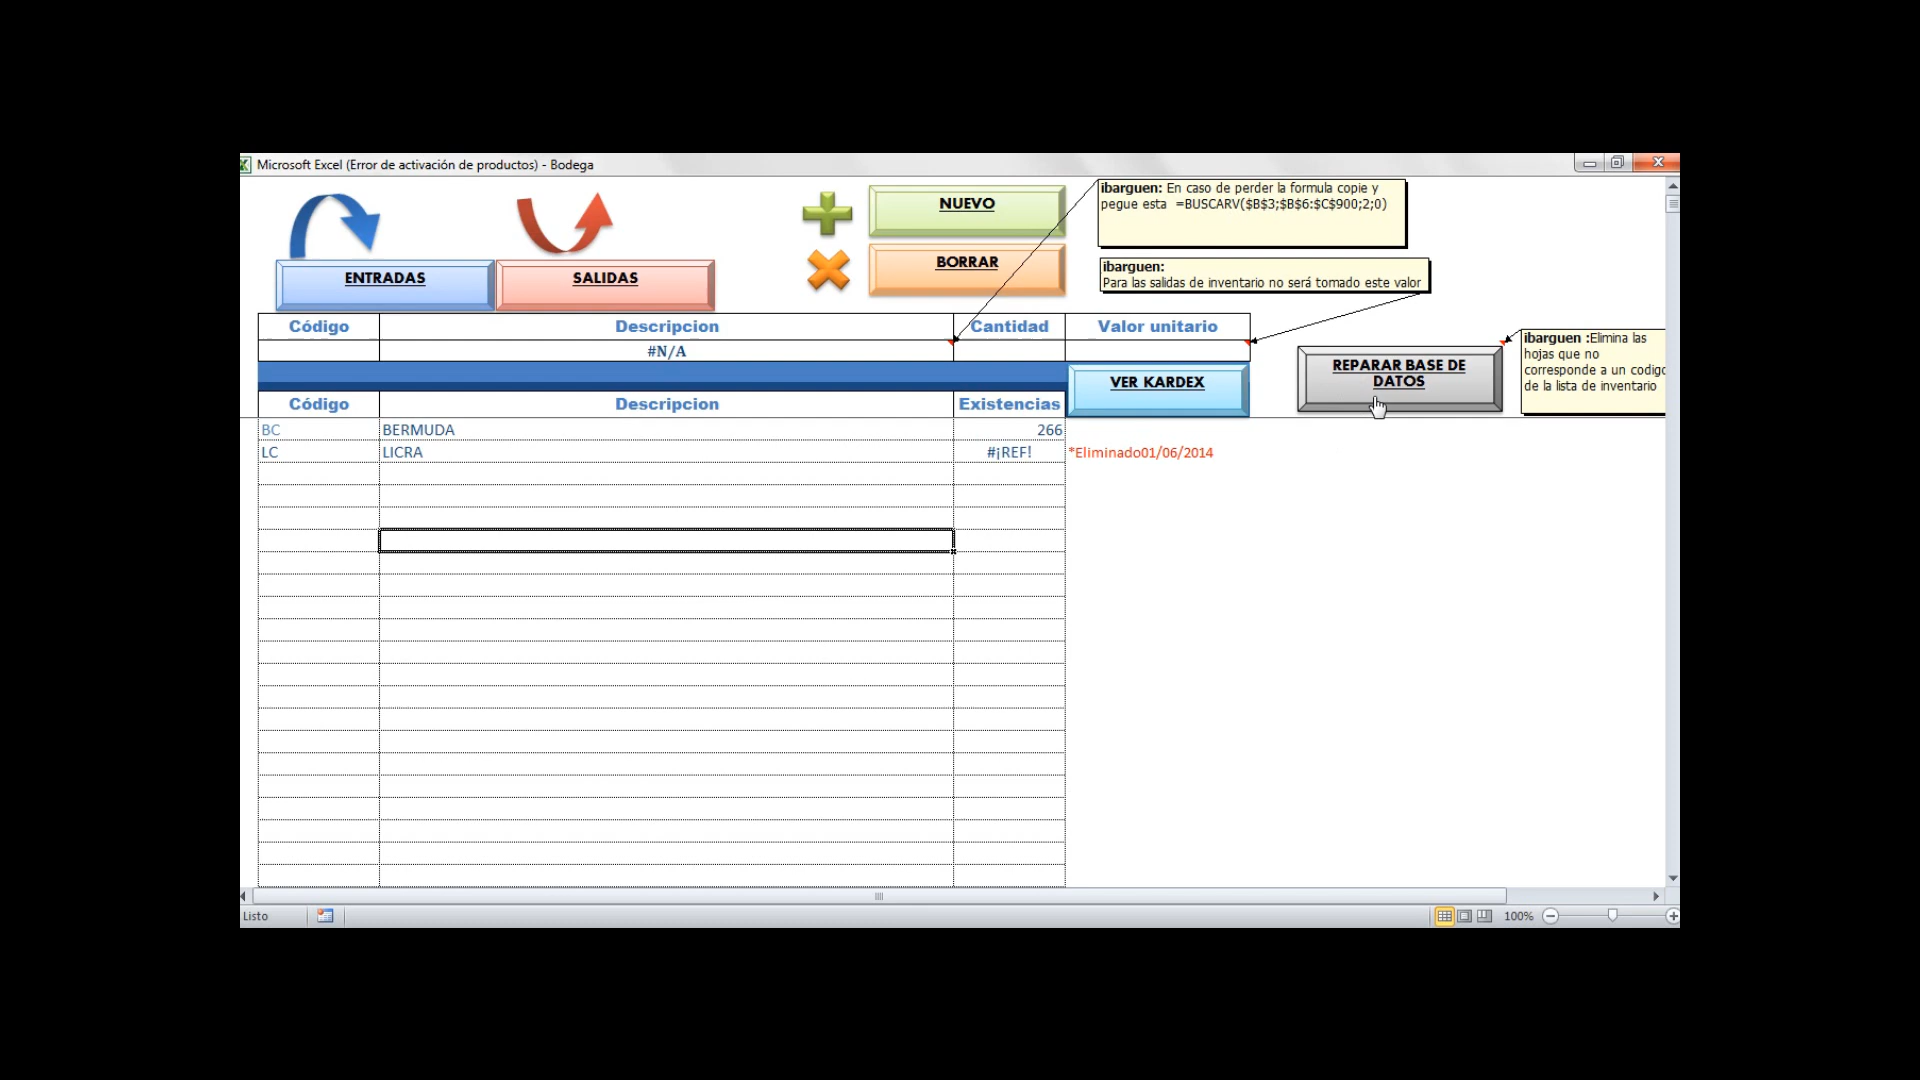 Microsoft Excel (Error de activación de productos) - Bodega
ibarguen: En caso de perder la formula copie y
pegue esta =BUSCARV($B$3;$B$6:$C$900;2;0)
NUEVO
BORRAR
ibarguen:
Para las salidas de inventario no será tomado este valor
ENTRADAS
SALIDAS
Código
Descripcion
Cantidad
Valor unitario
#N/A
ibarguen :Elimina las
hojas que no
corresponde a un codigo
de la lista de inventario
REPARAR BASE DE
DATOS
VER KARDEX
Código
Descripcion
Existencias
BC
BERMUDA
266
LC
LICRA
#¡REF!
*Eliminado01/06/2014
Listo
100%